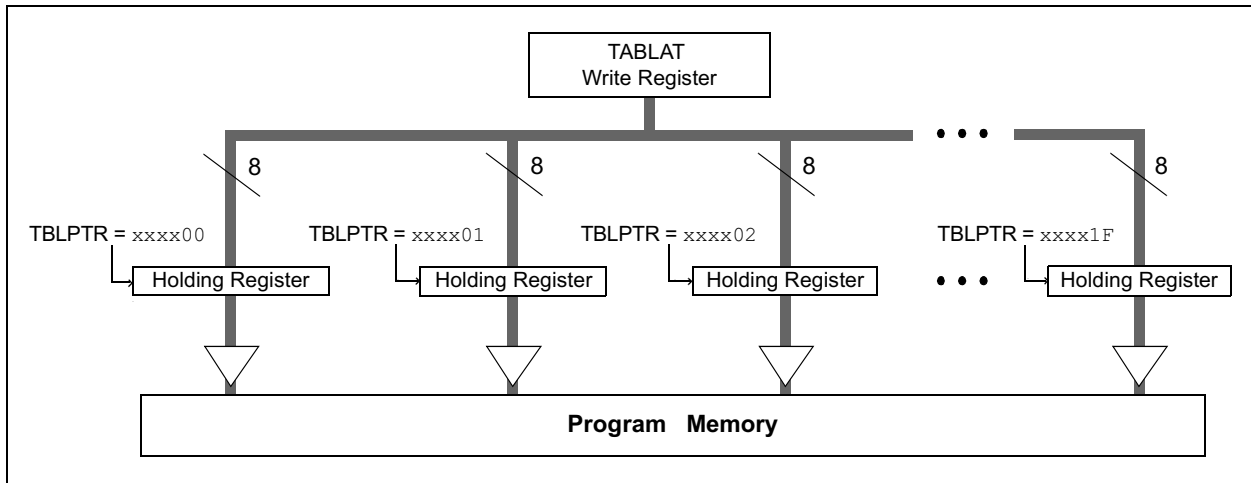 TABLAT
Write Register
8
8
8
8
TBLPTR = xxxx00
TBLPTR = xxxx01
TBLPTR = xxxx02
TBLPTR = xxxx1F
Holding Register
Holding Register
Holding Register
Holding Register
Program Memory